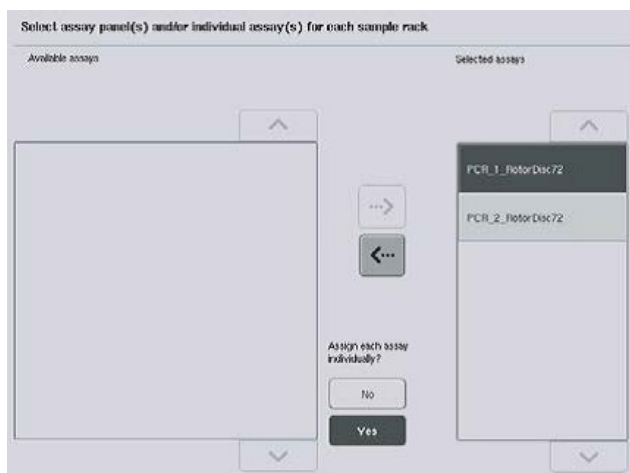 Select assay panel(s) and/or individual assay(s) for each sample rack
Available assays
Selected assays
PCR_1_RotorDisc72
PCR_2_RotorDisc72
Assign each assay
individually?
No
Yes